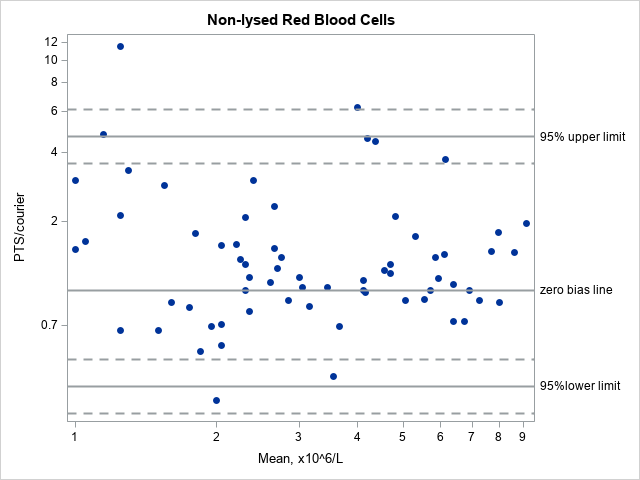 Non-lysed Red Blood Cells
12
10
8
6
4
2
0.7
PTS/courier
95% upper limit
zero bias line
95%lower limit
1 2 3 4 5 6 7 8 9
Mean, x10^6/L